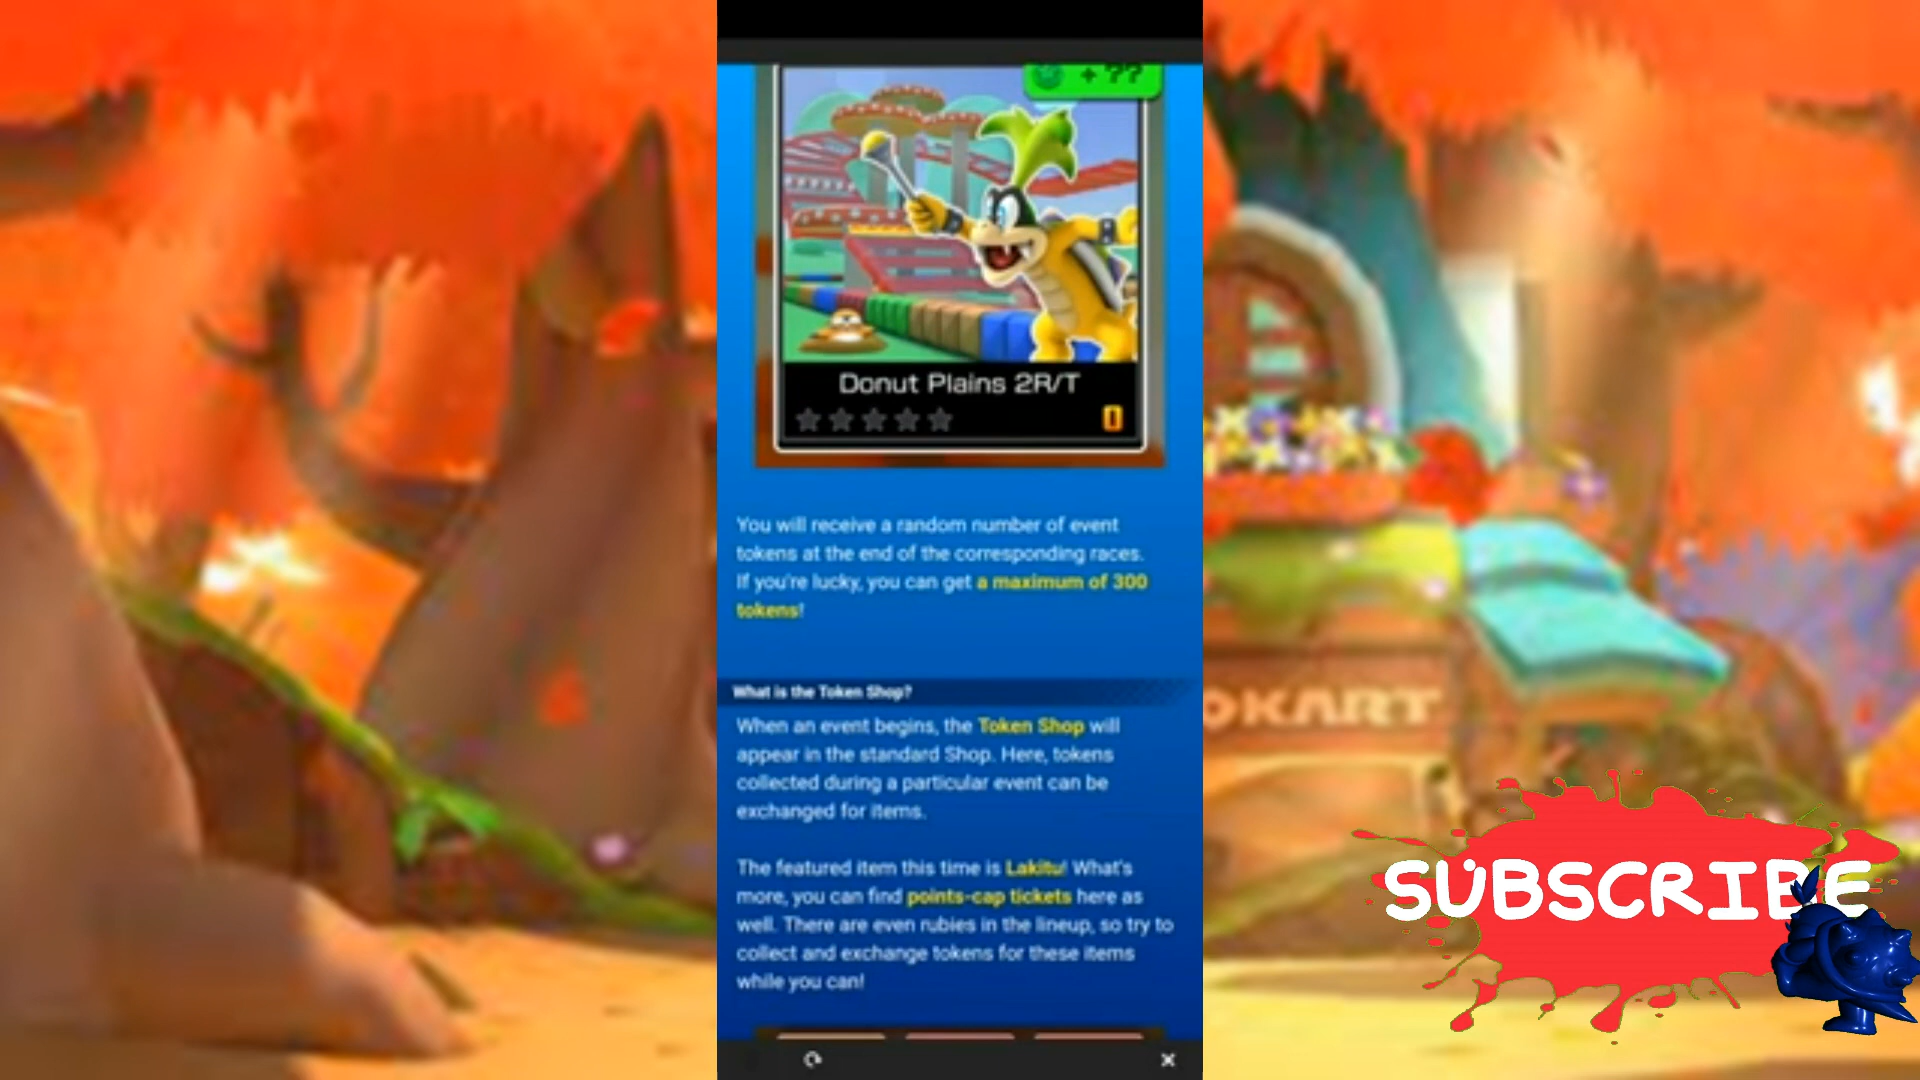 + ??
Donut Plains 2R/T
0
You will receive a random number of event
tokens at the end of the corresponding races.
If you're lucky, you can get a maximum of 300
tokens!
What is the Token Shop?
When an event begins, the Token Shop will
appear in the standard Shop. Here, tokens
collected during a particular event can be
exchanged for items.
The featured item this time is Lakitu! What's
more, you can find points-cap tickets here as
well. There are even rubies in the lineup, so try to
collect and exchange tokens for these items
while you can!
OKART
SUBSCRIBE